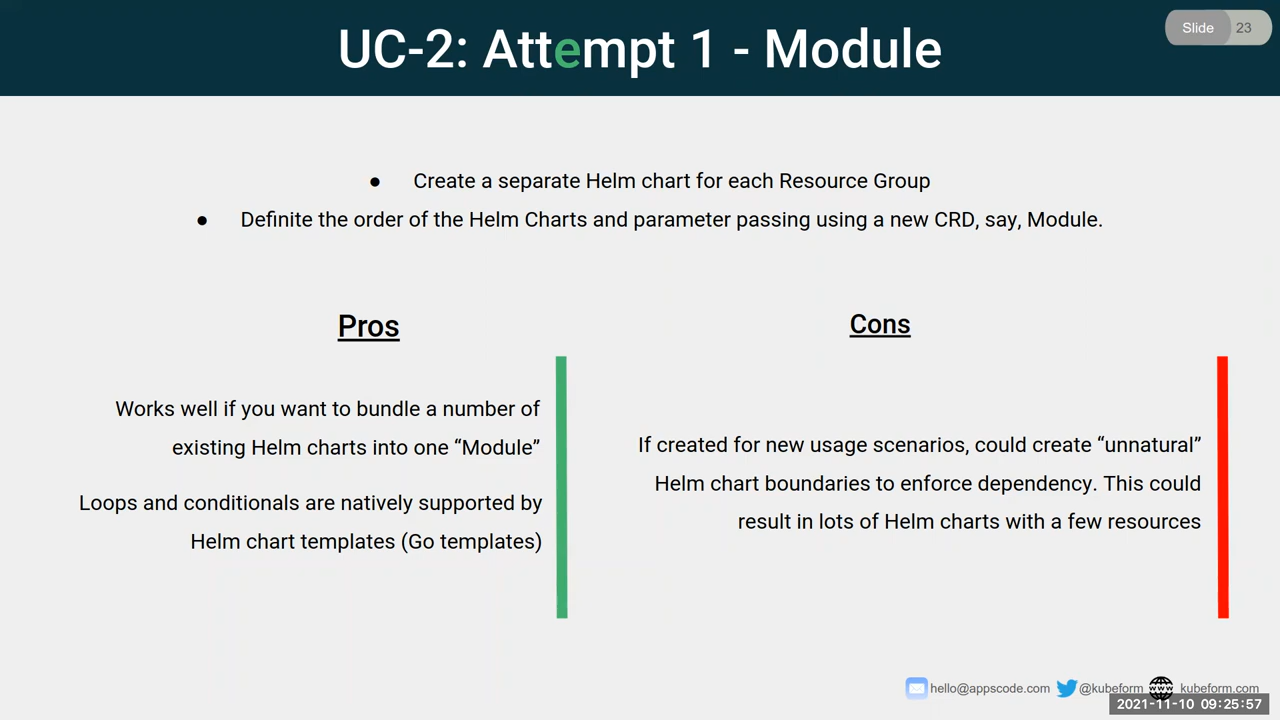 UC-2: Attempt 1 - Module
Slide 23
● Create a separate Helm chart for each Resource Group
● Definite the order of the Helm Charts and parameter passing using a new CRD, say, Module.
Pros
Works well if you want to bundle a number of
existing Helm charts into one “Module”
Loops and conditionals are natively supported by
Helm chart templates (Go templates)
Cons
If created for new usage scenarios, could create “unnatural”
Helm chart boundaries to enforce dependency. This could
result in lots of Helm charts with a few resources
hello@appscode.com @kubeform kubeform.com
2021-11-10 09:25:57